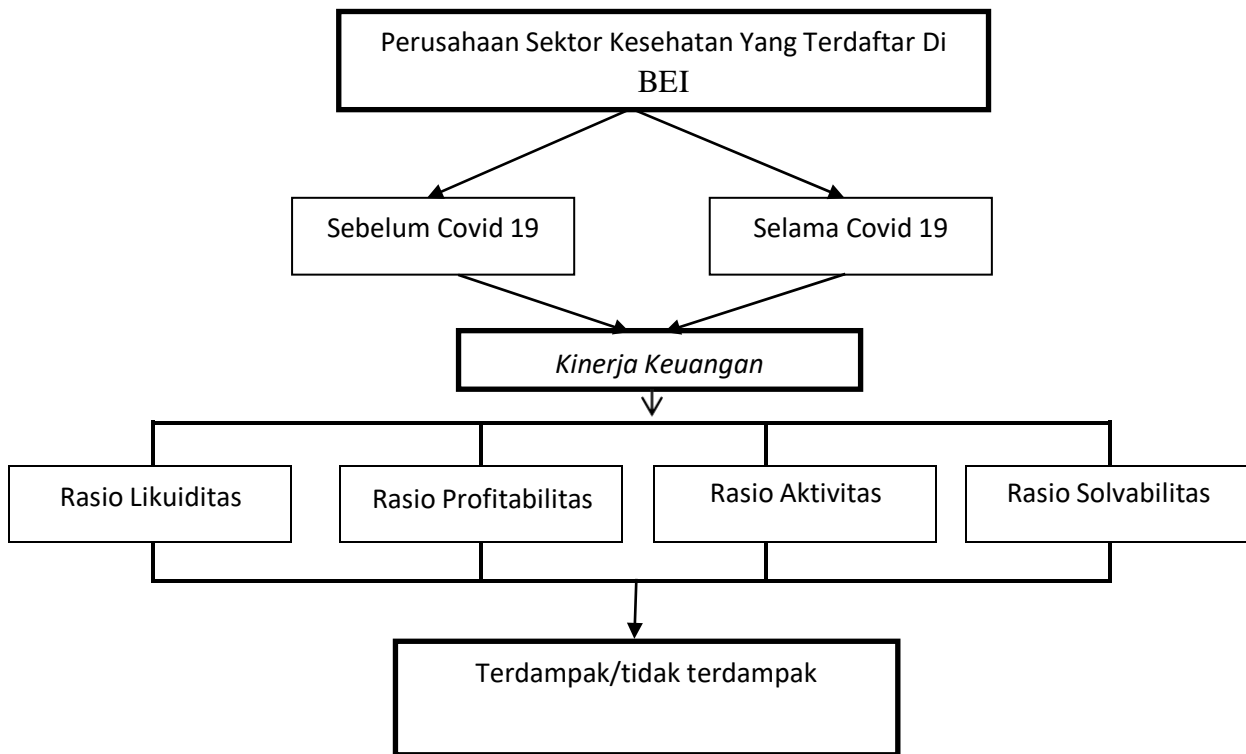 Perusahaan Sektor Kesehatan Yang Terdaftar Di
BEI
Sebelum Covid 19
Selama Covid 19
Kinerja Keuangan
Rasio Likuiditas
Rasio Profitabilitas
Rasio Aktivitas
Rasio Solvabilitas
Terdampak/tidak terdampak